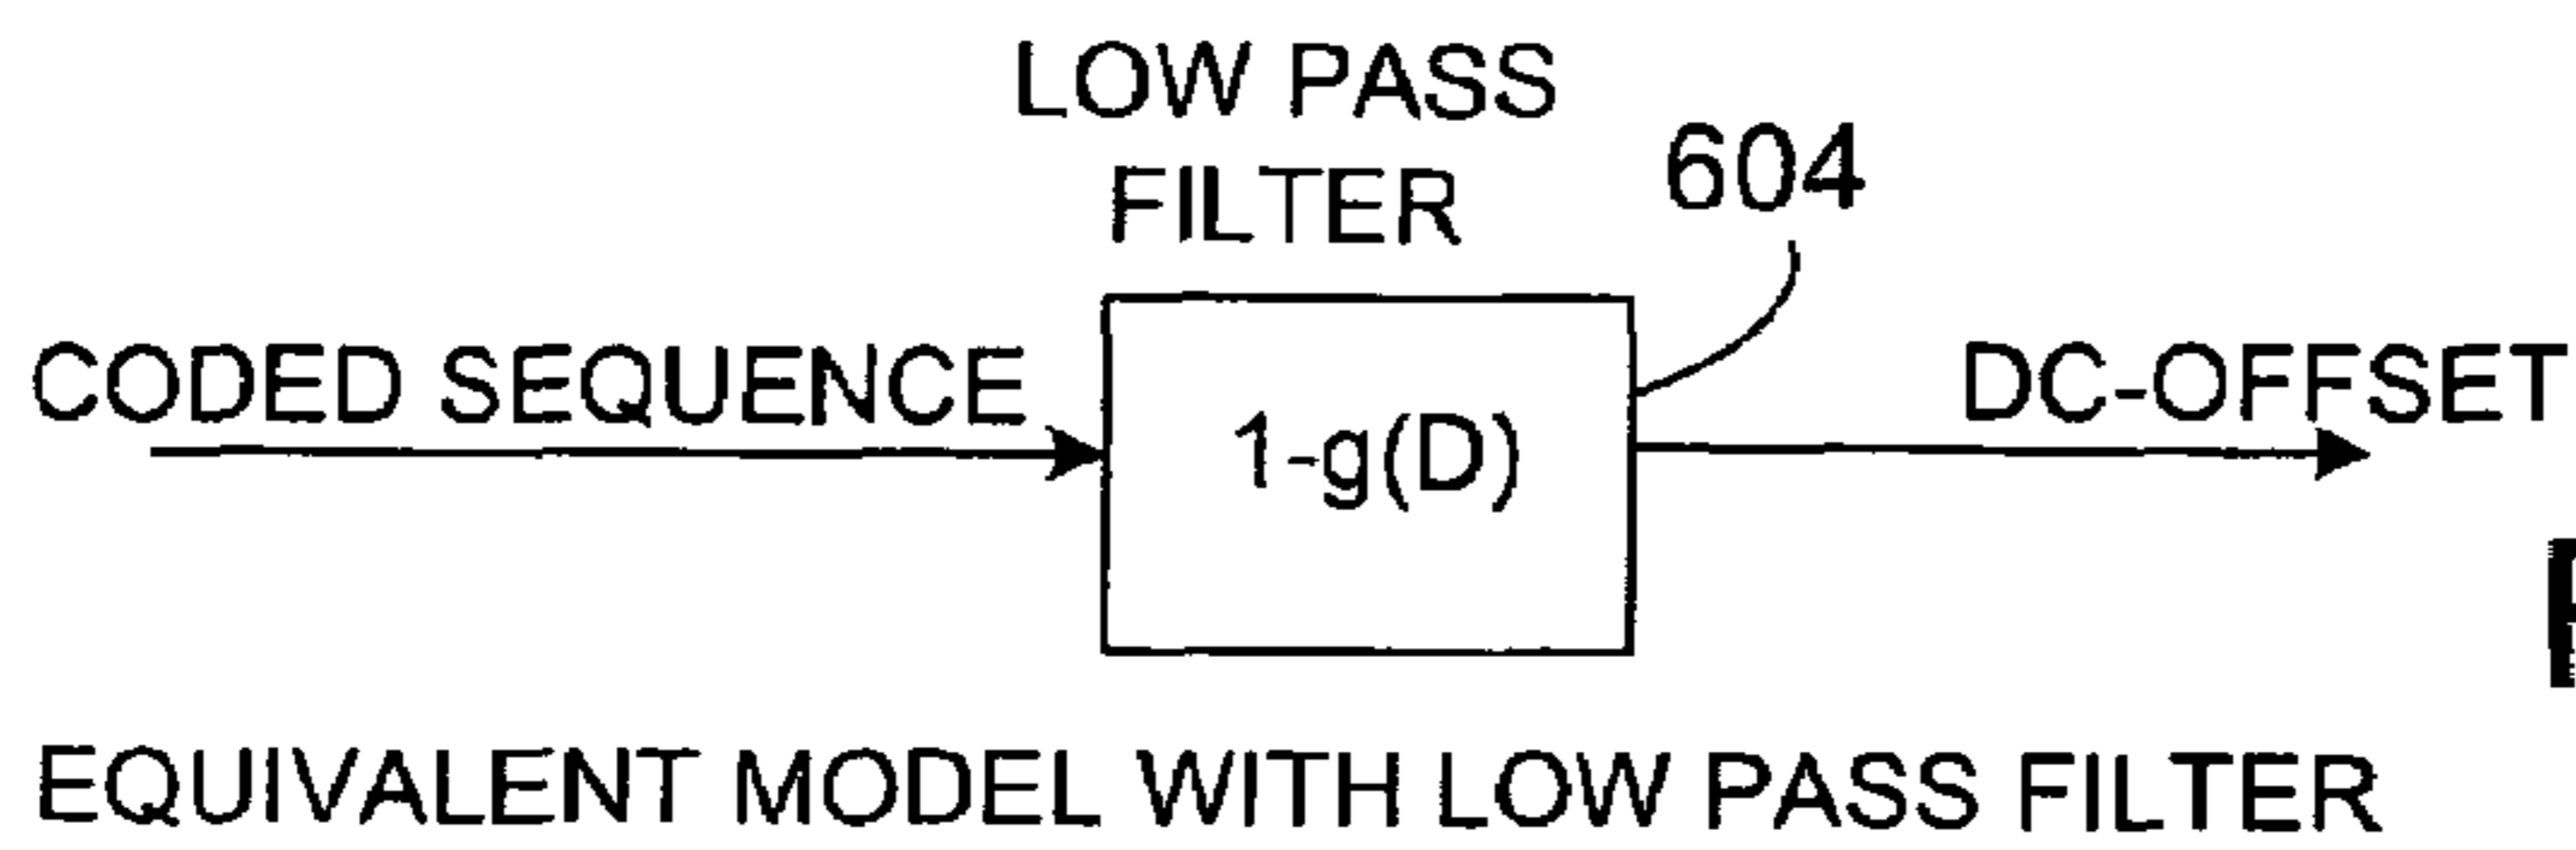 LOW PASS
FILTER
604
CODED SEQUENCE
1-g(D)
DC-OFFSET
EQUIVALENT MODEL WITH LOW PASS FILTER